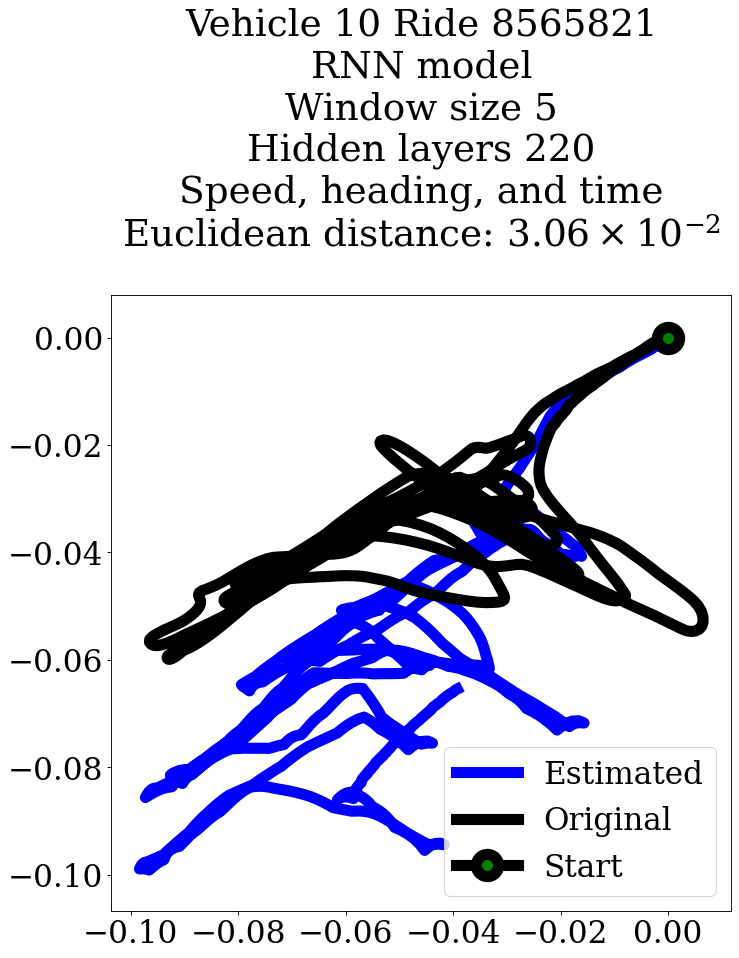 Vehicle 10 Ride 8565821
RNN model
Window size 5
Hidden layers 220
Speed, heading, and time
Euclidean distance: 3.06 × 10⁻²
0.00
−0.02
−0.04
−0.06
−0.08
−0.10
Estimated
Original
Start
−0.10 −0.08 −0.06 −0.04 −0.02 0.00